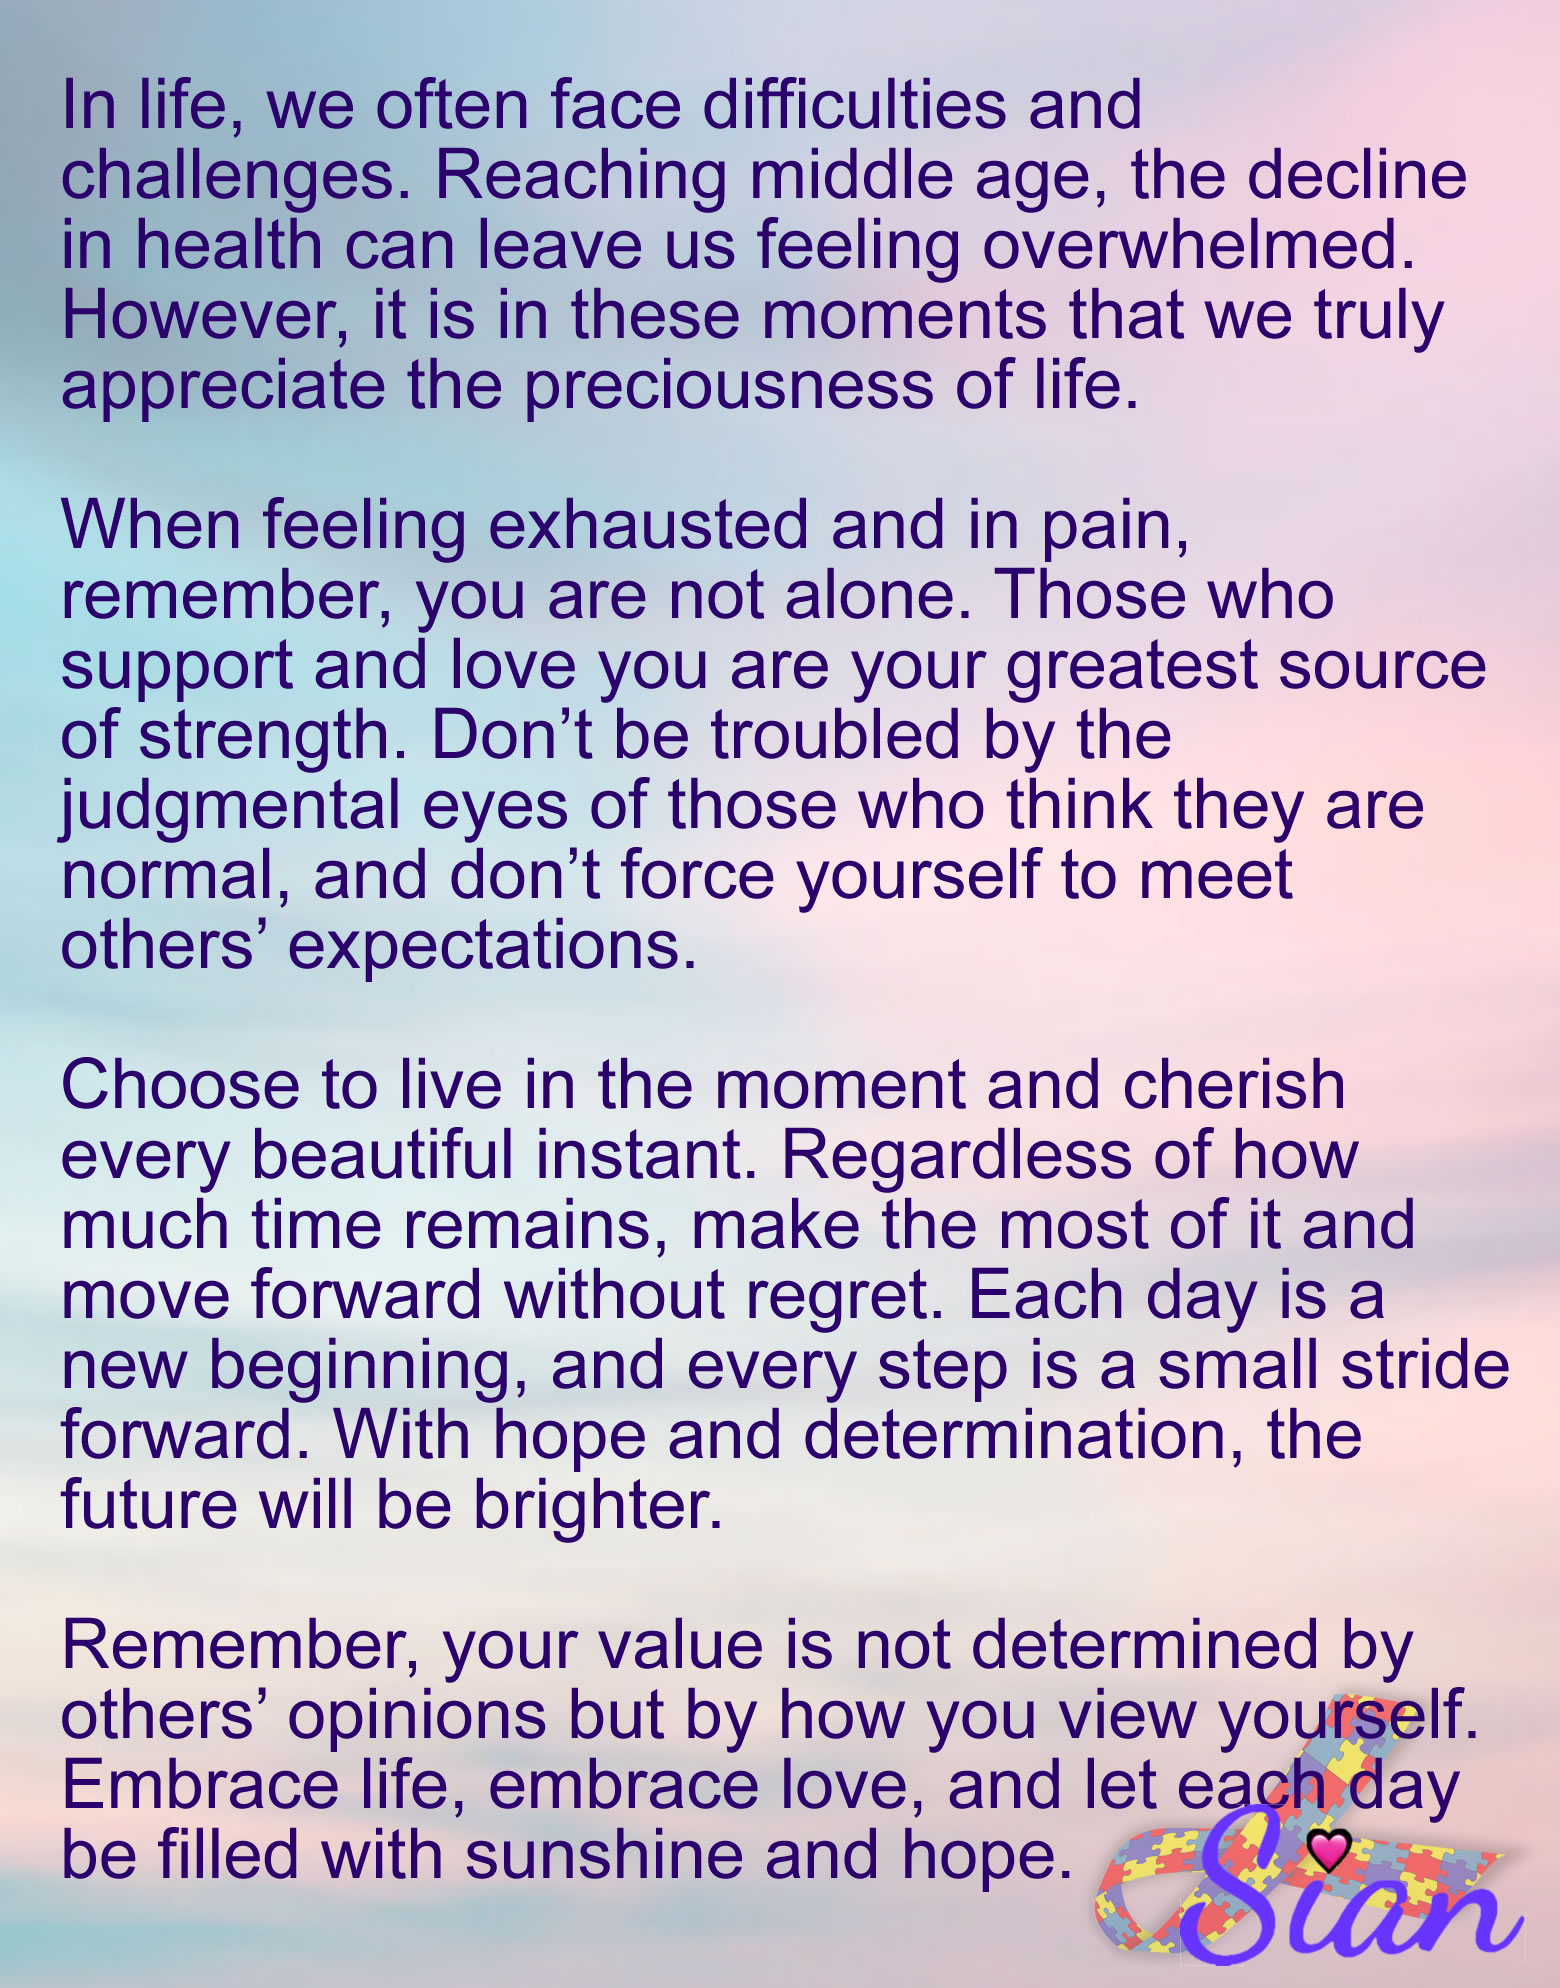 In life, we often face difficulties and
challenges. Reaching middle age, the decline
in health can leave us feeling overwhelmed.
However, it is in these moments that we truly
appreciate the preciousness of life.
When feeling exhausted and in pain,
remember, you are not alone. Those who
support and love you are your greatest source
of strength. Don’t be troubled by the
judgmental eyes of those who think they are
normal, and don’t force yourself to meet
others’ expectations.
Choose to live in the moment and cherish
every beautiful instant. Regardless of how
much time remains, make the most of it and
move forward without regret. Each day is a
new beginning, and every step is a small stride
forward. With hope and determination, the
future will be brighter.
Remember, your value is not determined by
others’ opinions but by how you view yourself.
Embrace life, embrace love, and let each day
be filled with sunshine and hope.
Sian